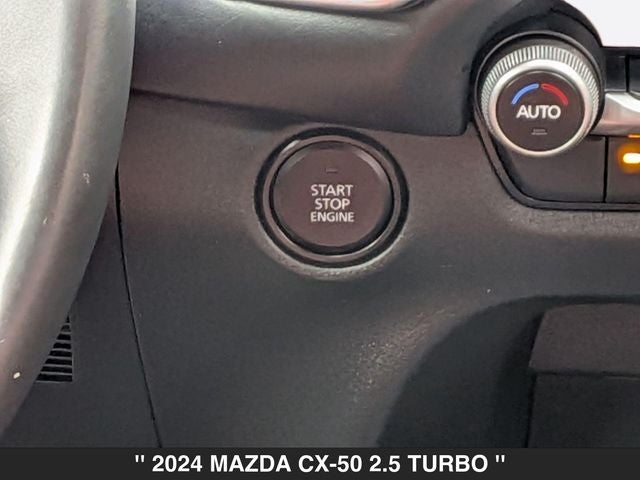 AUTO
START
STOP
ENGINE
" 2024 MAZDA CX-50 2.5 TURBO "